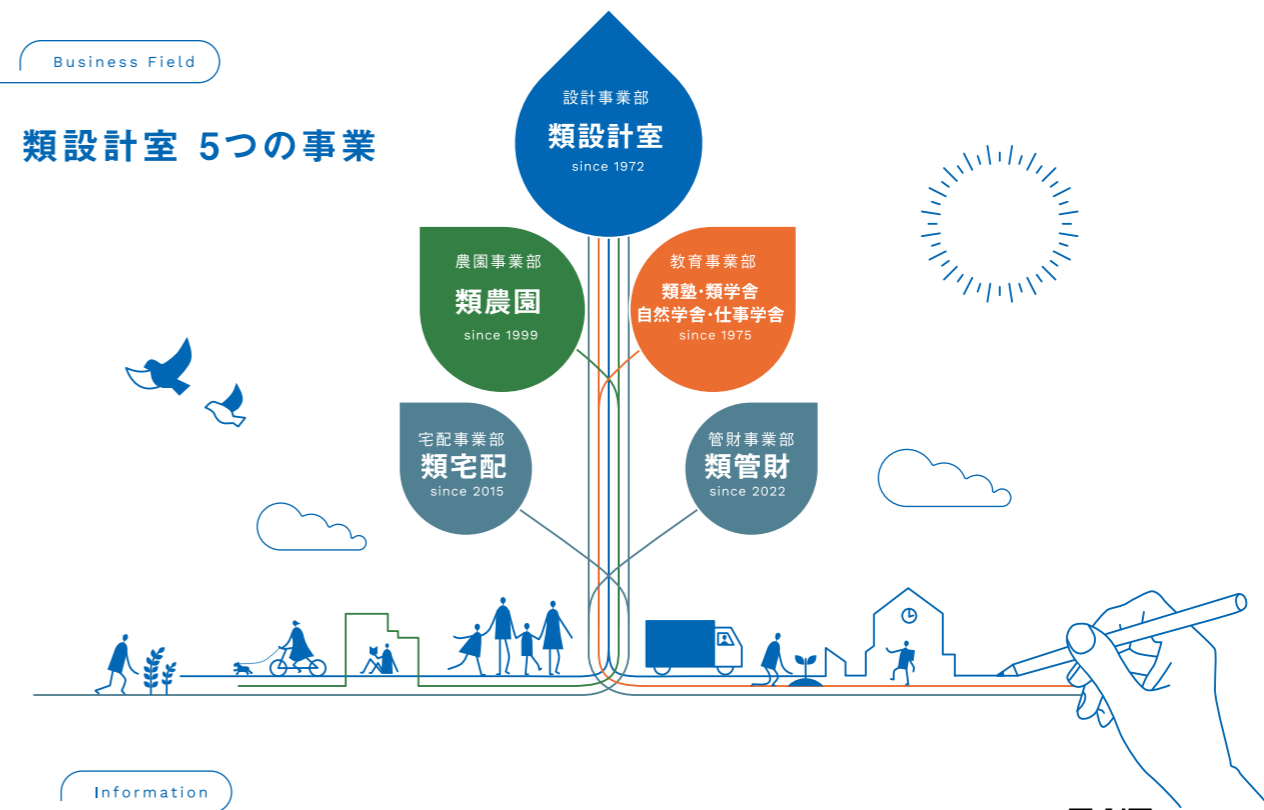 Business Field
類設計室 5つの事業
設計事業部
類設計室
since 1972
農園事業部
類農園
since 1999
教育事業部
類塾・類学舎
自然学舎・仕事学舎
since 1975
宅配事業部
類宅配
since 2015
管財事業部
類管財
since 2022
Information